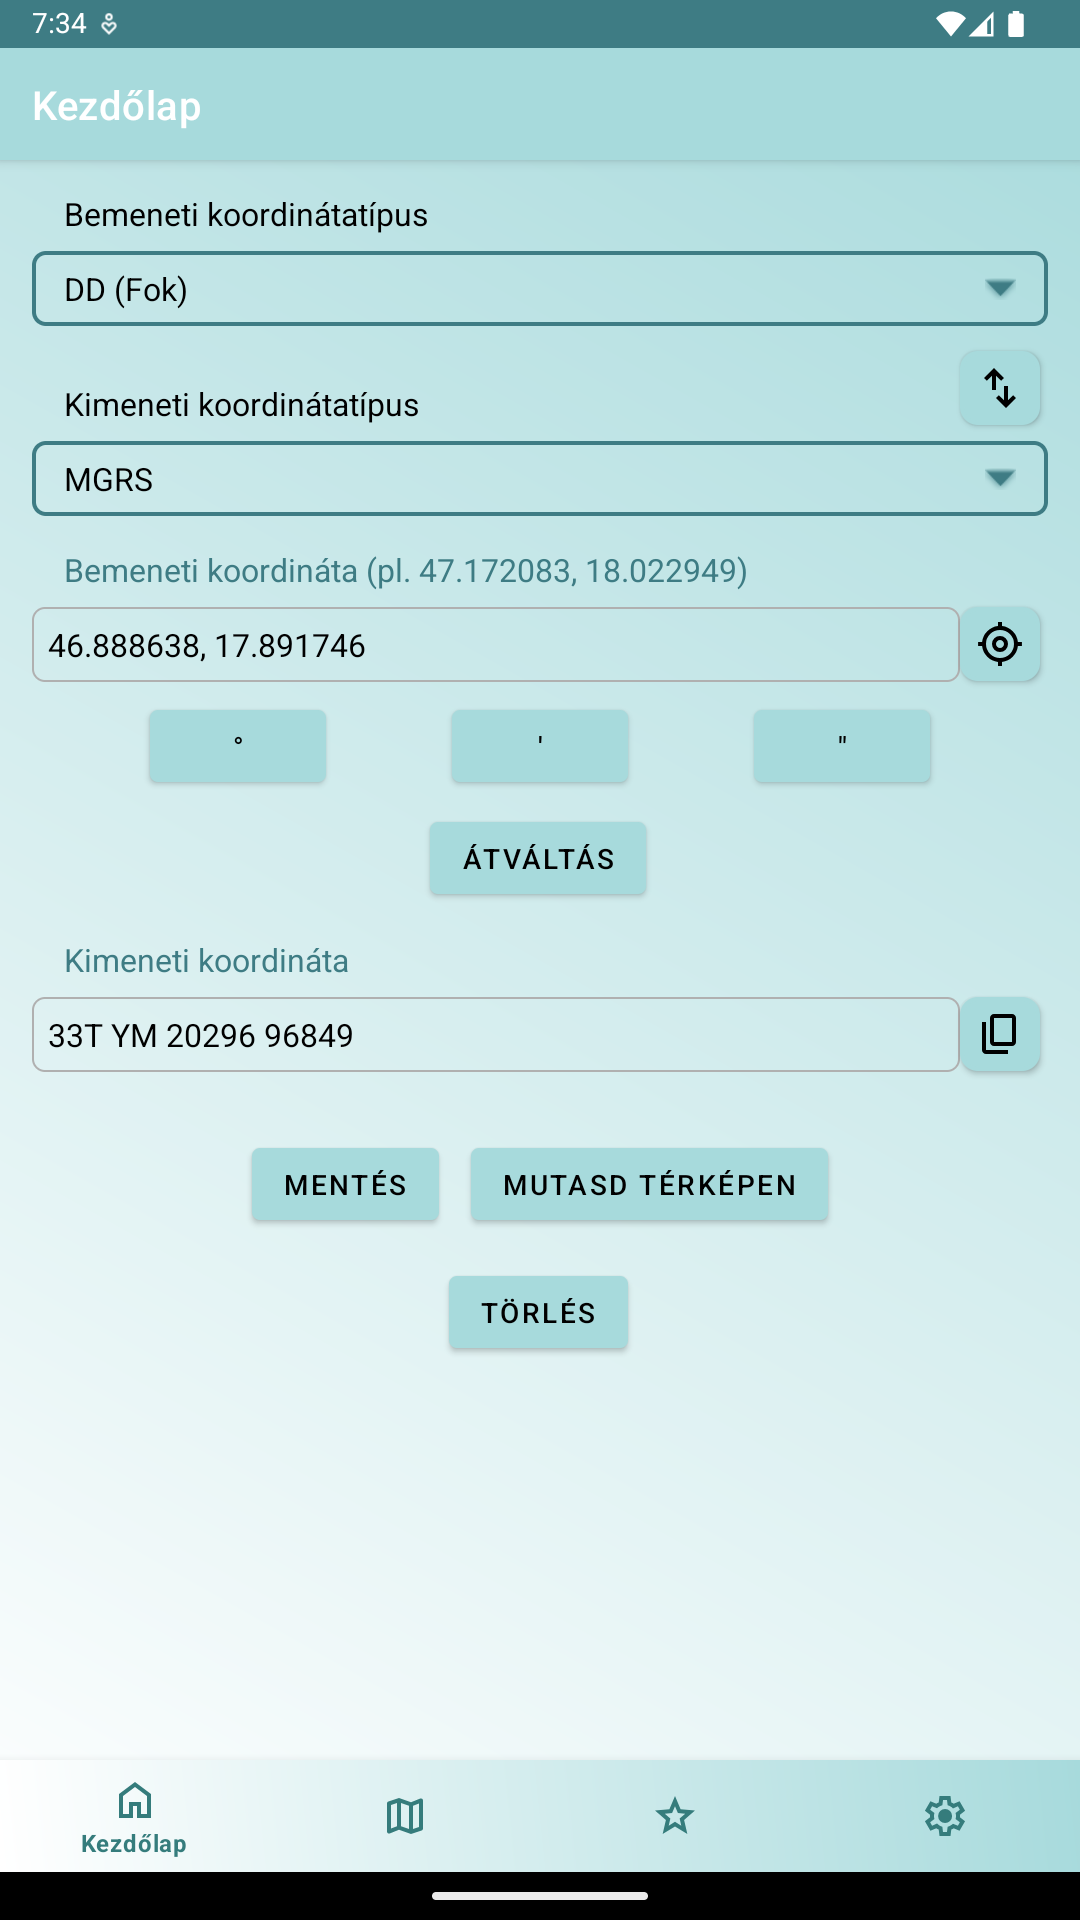 7:34
Kezdőlap
Bemeneti koordinátatípus
DD (Fok)
Kimeneti koordinátatípus
MGRS
Bemeneti koordináta (pl. 47.172083, 18.022949)
46.888638, 17.891746
° ' "
ÁTVÁLTÁS
Kimeneti koordináta
33T YM 20296 96849
MENTÉS MUTASD TÉRKÉPEN
TÖRLÉS
Kezdőlap